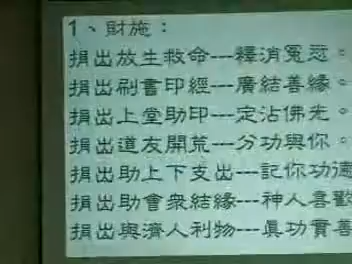 1、財施：
捐出放生救命---釋消冤愆。
捐出刷書印經---廣結善緣。
捐出上堂助印---定沾佛光。
捐出道友開荒---分功與你。
捐出助上下支出---記你功德
捐出助會衆結緣---神人喜歡
捐出與濟人利物---眞功實善